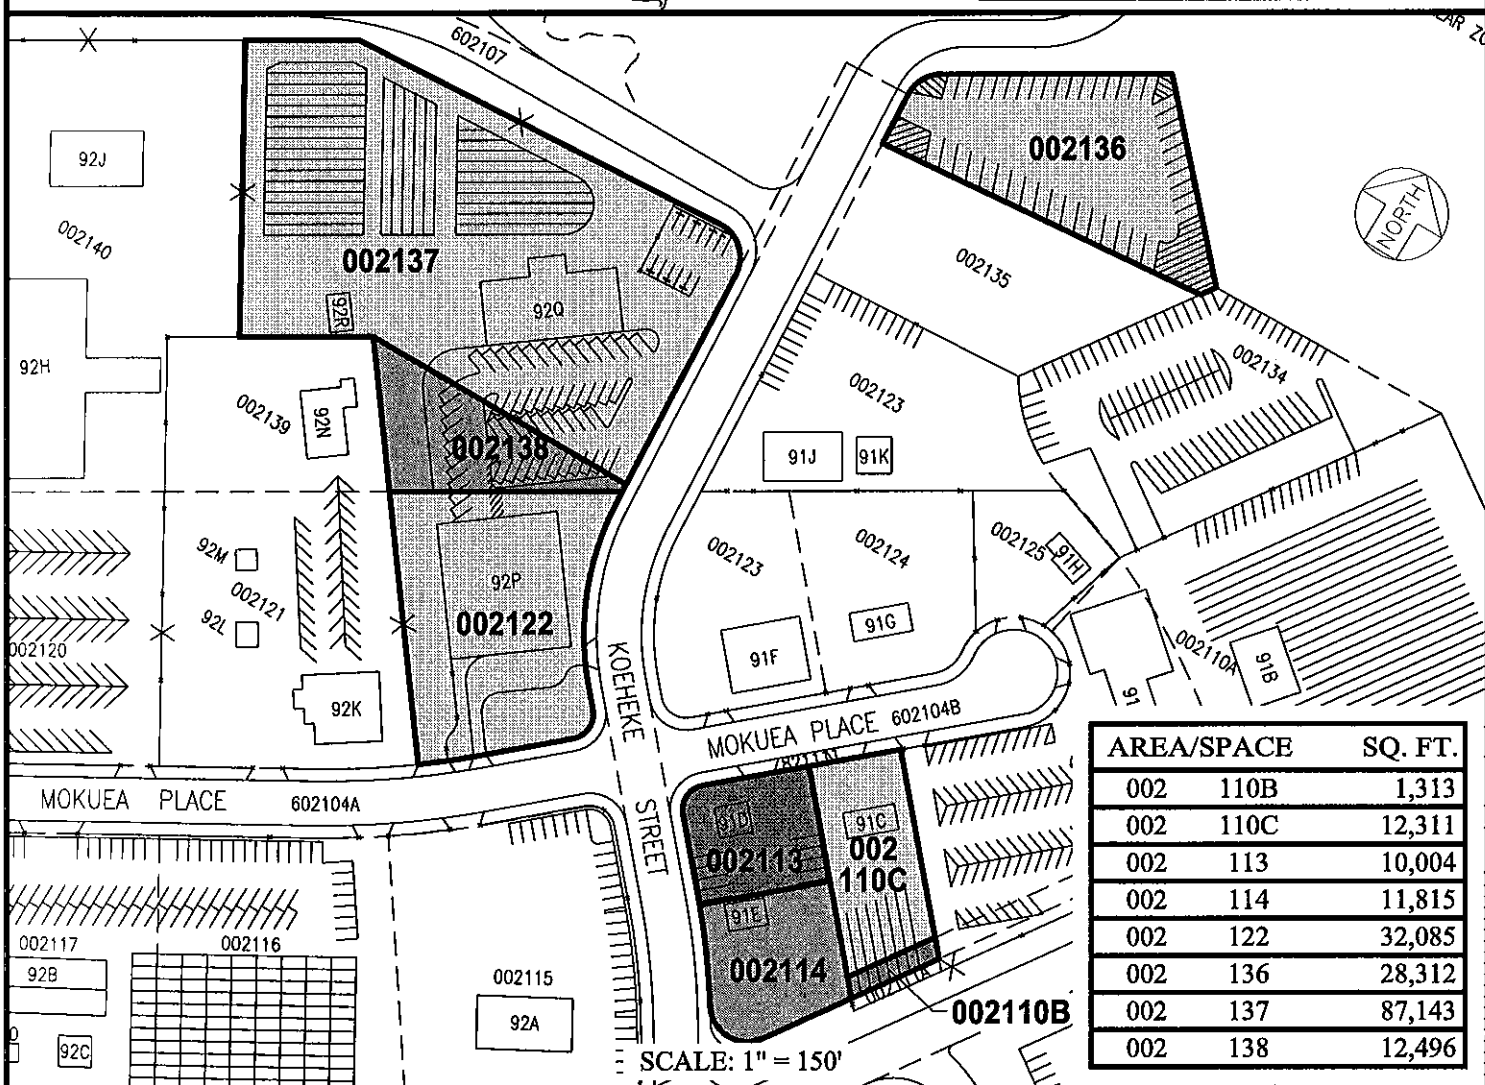 602107
002136
92J
002140
002137
NORTH
002135
92R
92Q
92H
002134
002123
002139
92N
002138
91J
91K
92M
002121
92L
002123
002124
002125
91H
92P
002122
91G
002120
91F
002110A
91B
91
92K
KOEHEKE STREET
MOKUEA PLACE 602104B
MOKUEA PLACE 602104A
91D
91C
002113
002
110C
91E
002114
002110B
002117
002116
92B
002115
92A
92C
SCALE: 1" = 150'
AREA/SPACE SQ. FT.
002 110B 1,313
002 110C 12,311
002 113 10,004
002 114 11,815
002 122 32,085
002 136 28,312
002 137 87,143
002 138 12,496